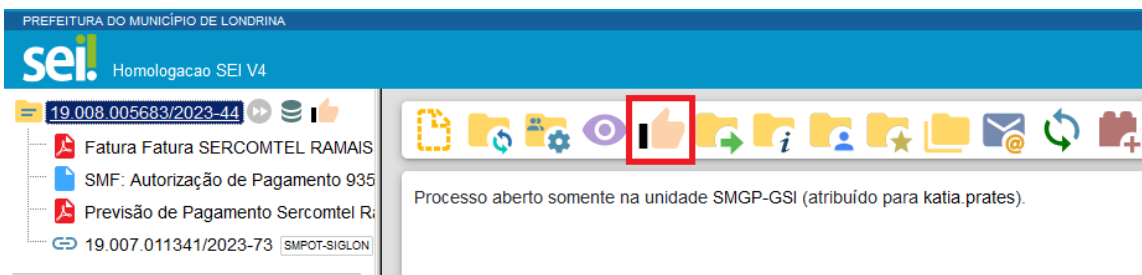 PREFEITURA DO MUNICÍPIO DE LONDRINA
sei!
Homologacao SEI V4
19.008.005683/2023-44
Fatura Fatura SERCOMTEL RAMAIS
SMF: Autorização de Pagamento 935
Previsão de Pagamento Sercomtel
19.007.011341/2023-73 SMPOT-SIGLON
Processo aberto somente na unidade SMGP-GSI (atribuído para katia.prates).